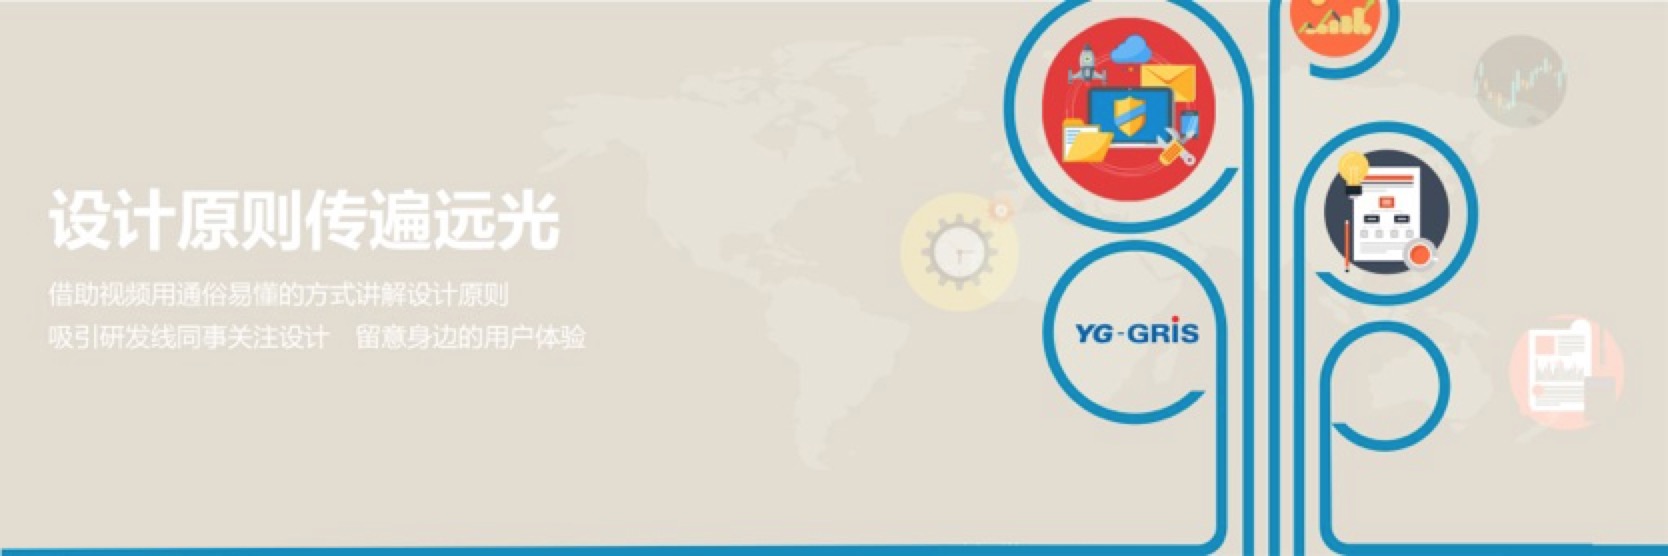 设计原则传遍远光
借助视频用通俗易懂的方式讲解设计原则
吸引研发线同事关注设计 留意身边的用户体验
YG-GRiS